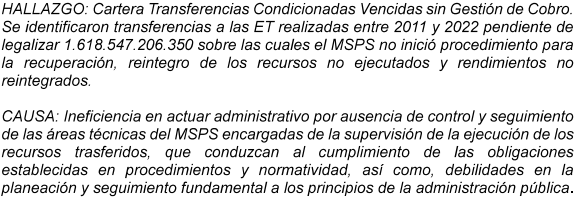 HALLAZGO: Cartera Transferencias Condicionadas Vencidas sin Gestión de Cobro.
Se identificaron transferencias a las ET realizadas entre 2011 y 2022 pendiente de
legalizar 1.618.547.206.350 sobre las cuales el MSPS no inició procedimiento para
la recuperación, reintegro de los recursos no ejecutados y rendimientos no
reintegrados.

CAUSA: Ineficiencia en actuar administrativo por ausencia de control y seguimiento
de las áreas técnicas del MSPS encargadas de la supervisión de la ejecución de los
recursos trasferidos, que conduzcan al cumplimiento de las obligaciones
establecidas en procedimientos y normatividad, así como, debilidades en la
planeación y seguimiento fundamental a los principios de la administración pública.